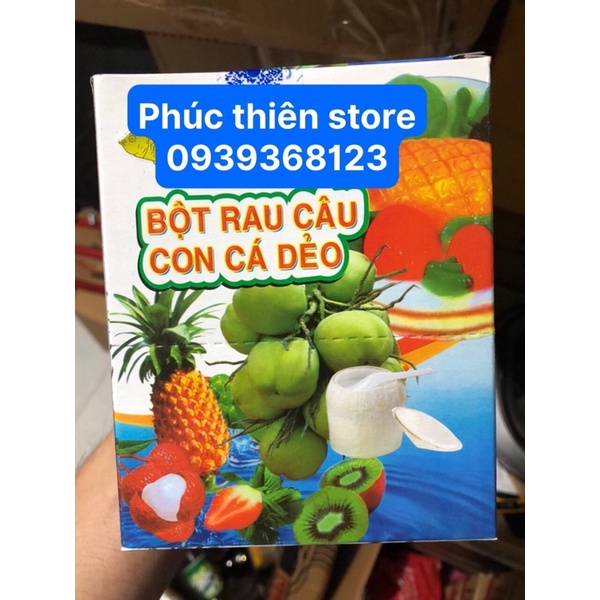 Phúc thiên store
0939368123
BỘT RAU CÂU
CON CÁ DẺO